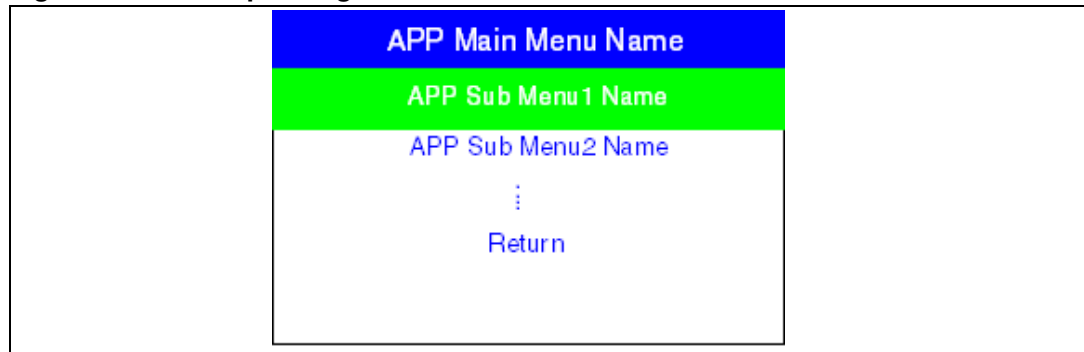 APP Main Menu Name
APP Sub Menu1 Name
APP Sub Menu2 Name
Return